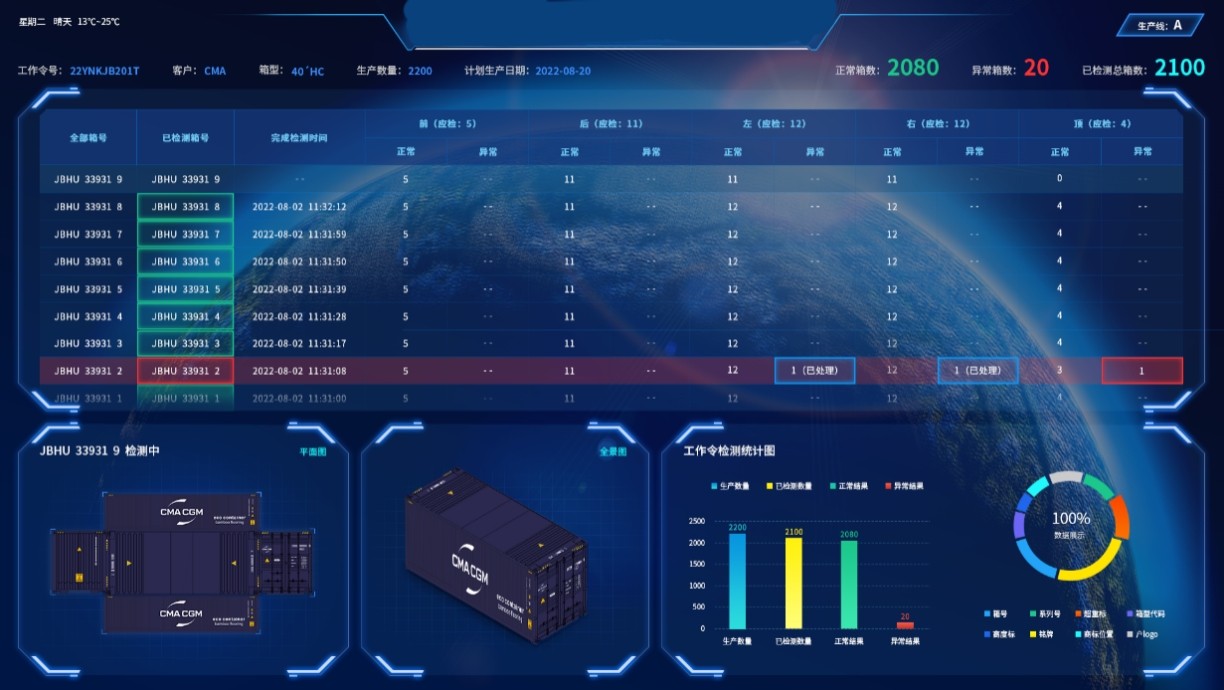 星期二 晴天 13℃~25℃
生产线: A
工作令号: 22YNKJB201T 客户: CMA 箱型: 40´HC 生产数量: 2200 计划生产日期: 2022-08-20 正常箱数: 2080 异常箱数: 20 已检测总箱数: 2100
全部箱号 已检测箱号 完成检测时间 前 (应检: 5) 后 (应检: 11) 左 (应检: 12) 右 (应检: 12) 顶 (应检: 4)
正常 异常 正常 异常 正常 异常 正常 异常 正常 异常
JBHU 33931 9 JBHU 33931 9 -- 5 -- 11 -- 11 -- 11 -- 0 --
JBHU 33931 8 JBHU 33931 8 2022-08-02 11:32:12 5 -- 11 -- 12 -- 12 -- 4 --
JBHU 33931 7 JBHU 33931 7 2022-08-02 11:31:59 5 -- 11 -- 12 -- 12 -- 4 --
JBHU 33931 6 JBHU 33931 6 2022-08-02 11:31:50 5 -- 11 -- 12 -- 12 -- 4 --
JBHU 33931 5 JBHU 33931 5 2022-08-02 11:31:39 5 -- 11 -- 12 -- 12 -- 4 --
JBHU 33931 4 JBHU 33931 4 2022-08-02 11:31:28 5 -- 11 -- 12 -- 12 -- 4 --
JBHU 33931 3 JBHU 33931 3 2022-08-02 11:31:17 5 -- 11 -- 12 -- 12 -- 4 --
JBHU 33931 2 JBHU 33931 2 2022-08-02 11:31:08 5 -- 11 -- 12 1 (已处理) 12 1 (已处理) 3 1
JBHU 33931 1 JBHU 33931 1 2022-08-02 11:31:00 5 -- 11 -- 12 -- 12 -- 4 --
JBHU 33931 9 检测中 平面图
CMA CGM
CMA CGM
全景图
CMA CGM
工作令检测统计图
生产数量 已检测数量 正常结果 异常结果
2500
2000
1500
1000
500
0
2200 2100 2080 20
生产数量 已检测数量 正常结果 异常结果
100%
数据展示
箱号 系列号 超重标 箱型代码
高度标 铭牌 商标位置 户logo